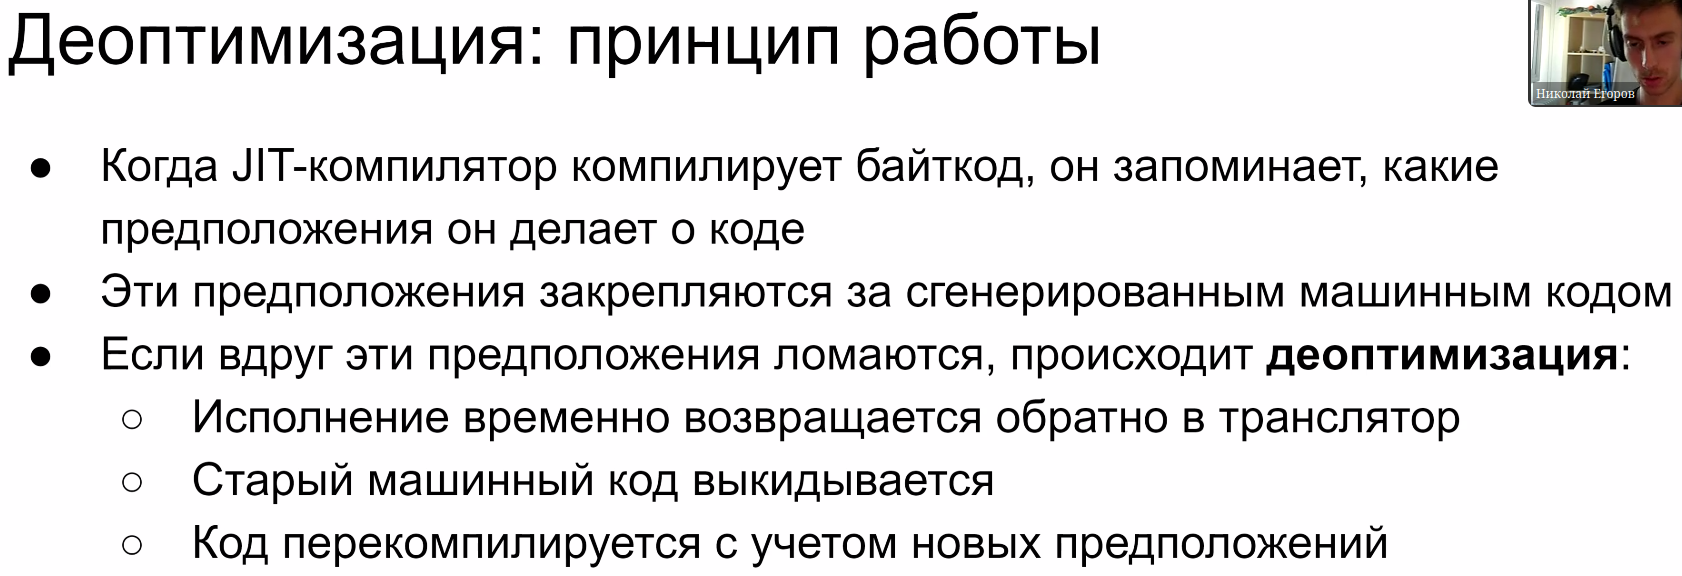 Деоптимизация: принцип работы
Николай Егоров
● Когда JIT-компилятор компилирует байткод, он запоминает, какие
предположения он делает о коде
● Эти предположения закрепляются за сгенерированным машинным кодом
● Если вдруг эти предположения ломаются, происходит деоптимизация:
○ Исполнение временно возвращается обратно в транслятор
○ Старый машинный код выкидывается
○ Код перекомпилируется с учетом новых предположений